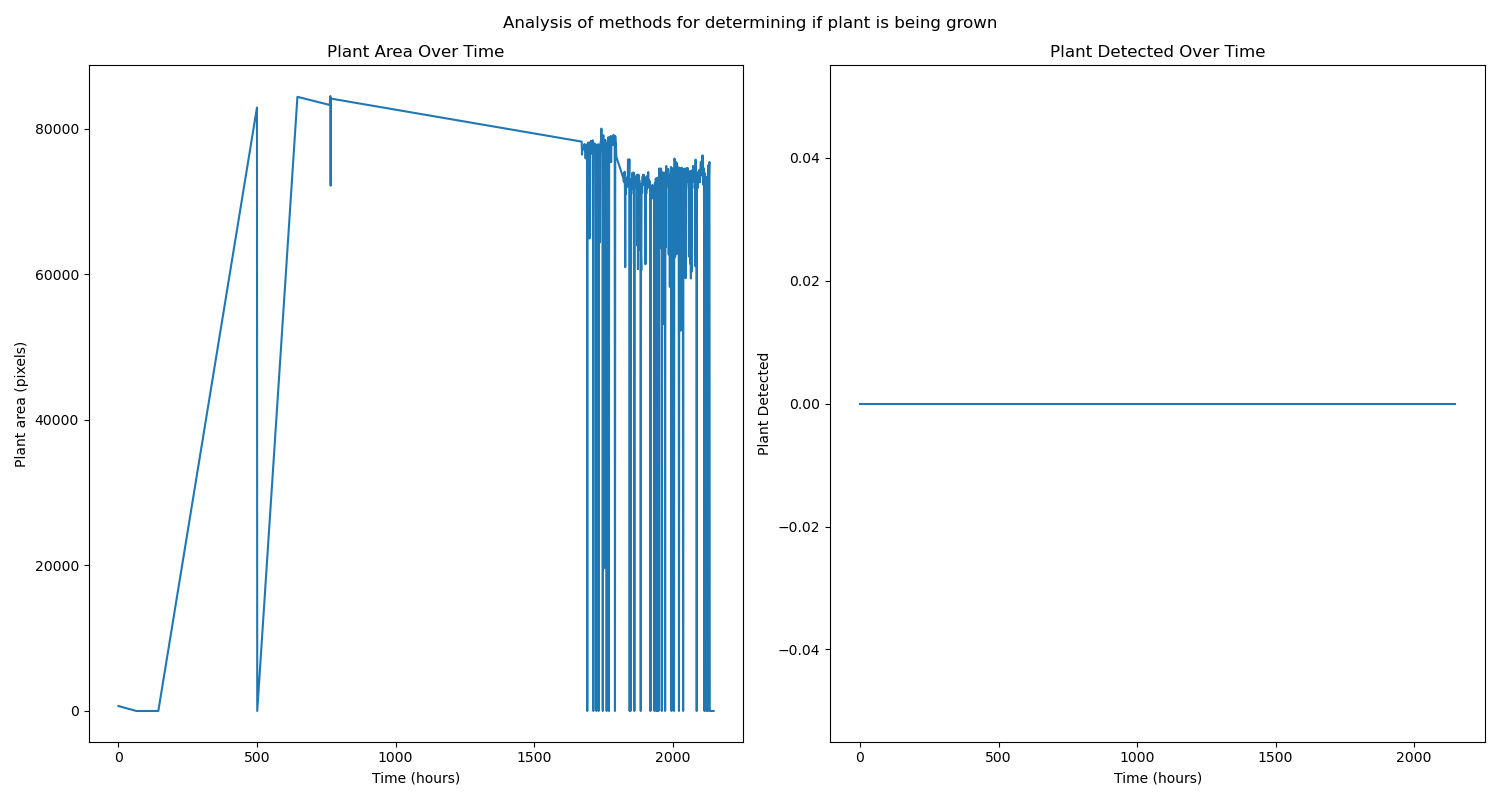 Analysis of methods for determining if plant is being grown
Plant Area Over Time
Plant area (pixels)
80000
60000
40000
20000
0
0 500 1000 1500 2000
Time (hours)
Plant Detected Over Time
Plant Detected
0.04
0.02
0.00
−0.02
−0.04
0 500 1000 1500 2000
Time (hours)